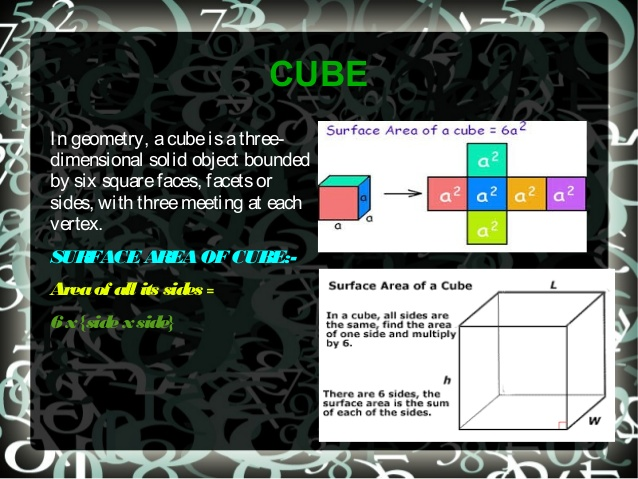 CUBE
In geometry, a cube is a three-
dimensional solid object bounded
by six square faces, facets or
sides, with three meeting at each
vertex.
SURFACE AREA OF CUBE:-
Area of all its sides =
6 x {side x side}
Surface Area of a cube = 6a²
a²
a² a² a² a²
a²
a
a
a
Surface Area of a Cube
L
In a cube, all sides are
the same, find the area
of one side and multiply
by 6.
h
There are 6 sides, the
surface area is the sum
of each of the sides.
W